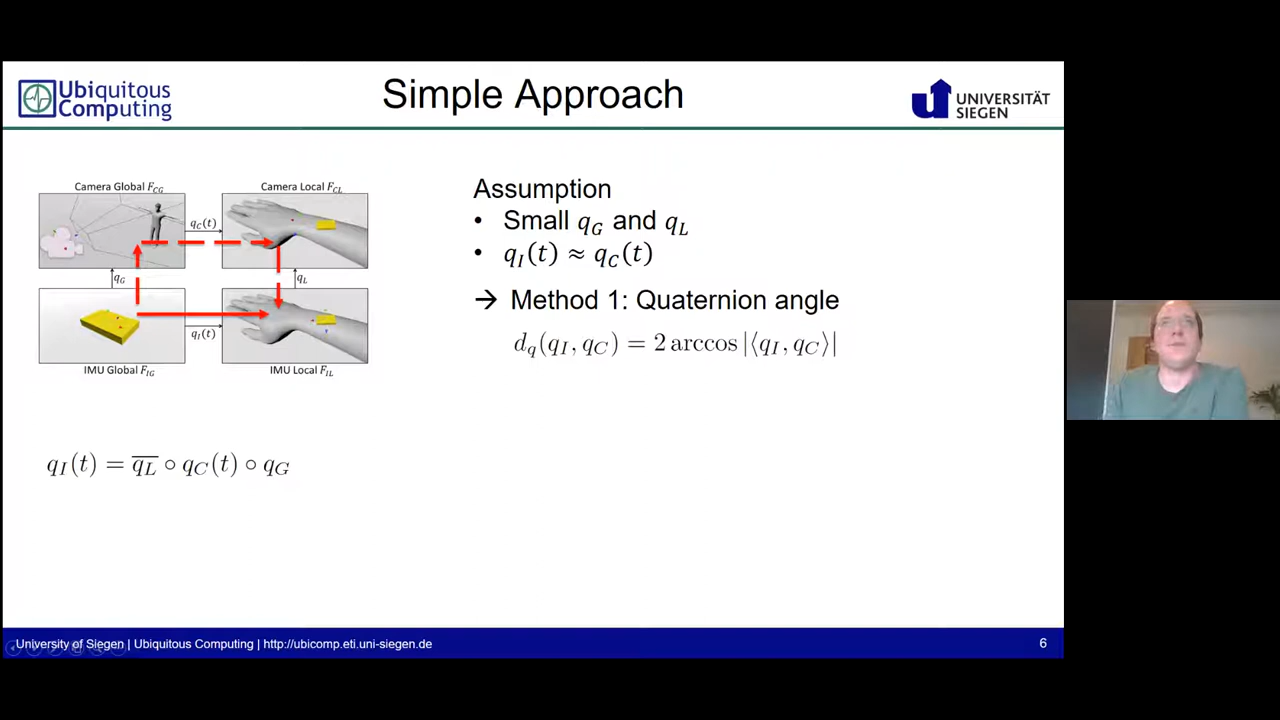 Ubiquitous
Computing
Simple Approach
UNIVERSITÄT
SIEGEN
Camera Global F_CG
Camera Local F_CL
q_C(t)
q_G
q_L
q_I(t)
IMU Global F_IG
IMU Local F_IL
Assumption
• Small q_G and q_L
• q_I(t) ≈ q_C(t)
→ Method 1: Quaternion angle
d_q(q_I, q_C) = 2 arccos |⟨q_I, q_C⟩|
q_I(t) = \overline{q_L} ∘ q_C(t) ∘ q_G
University of Siegen | Ubiquitous Computing | http://ubicomp.eti.uni-siegen.de
6